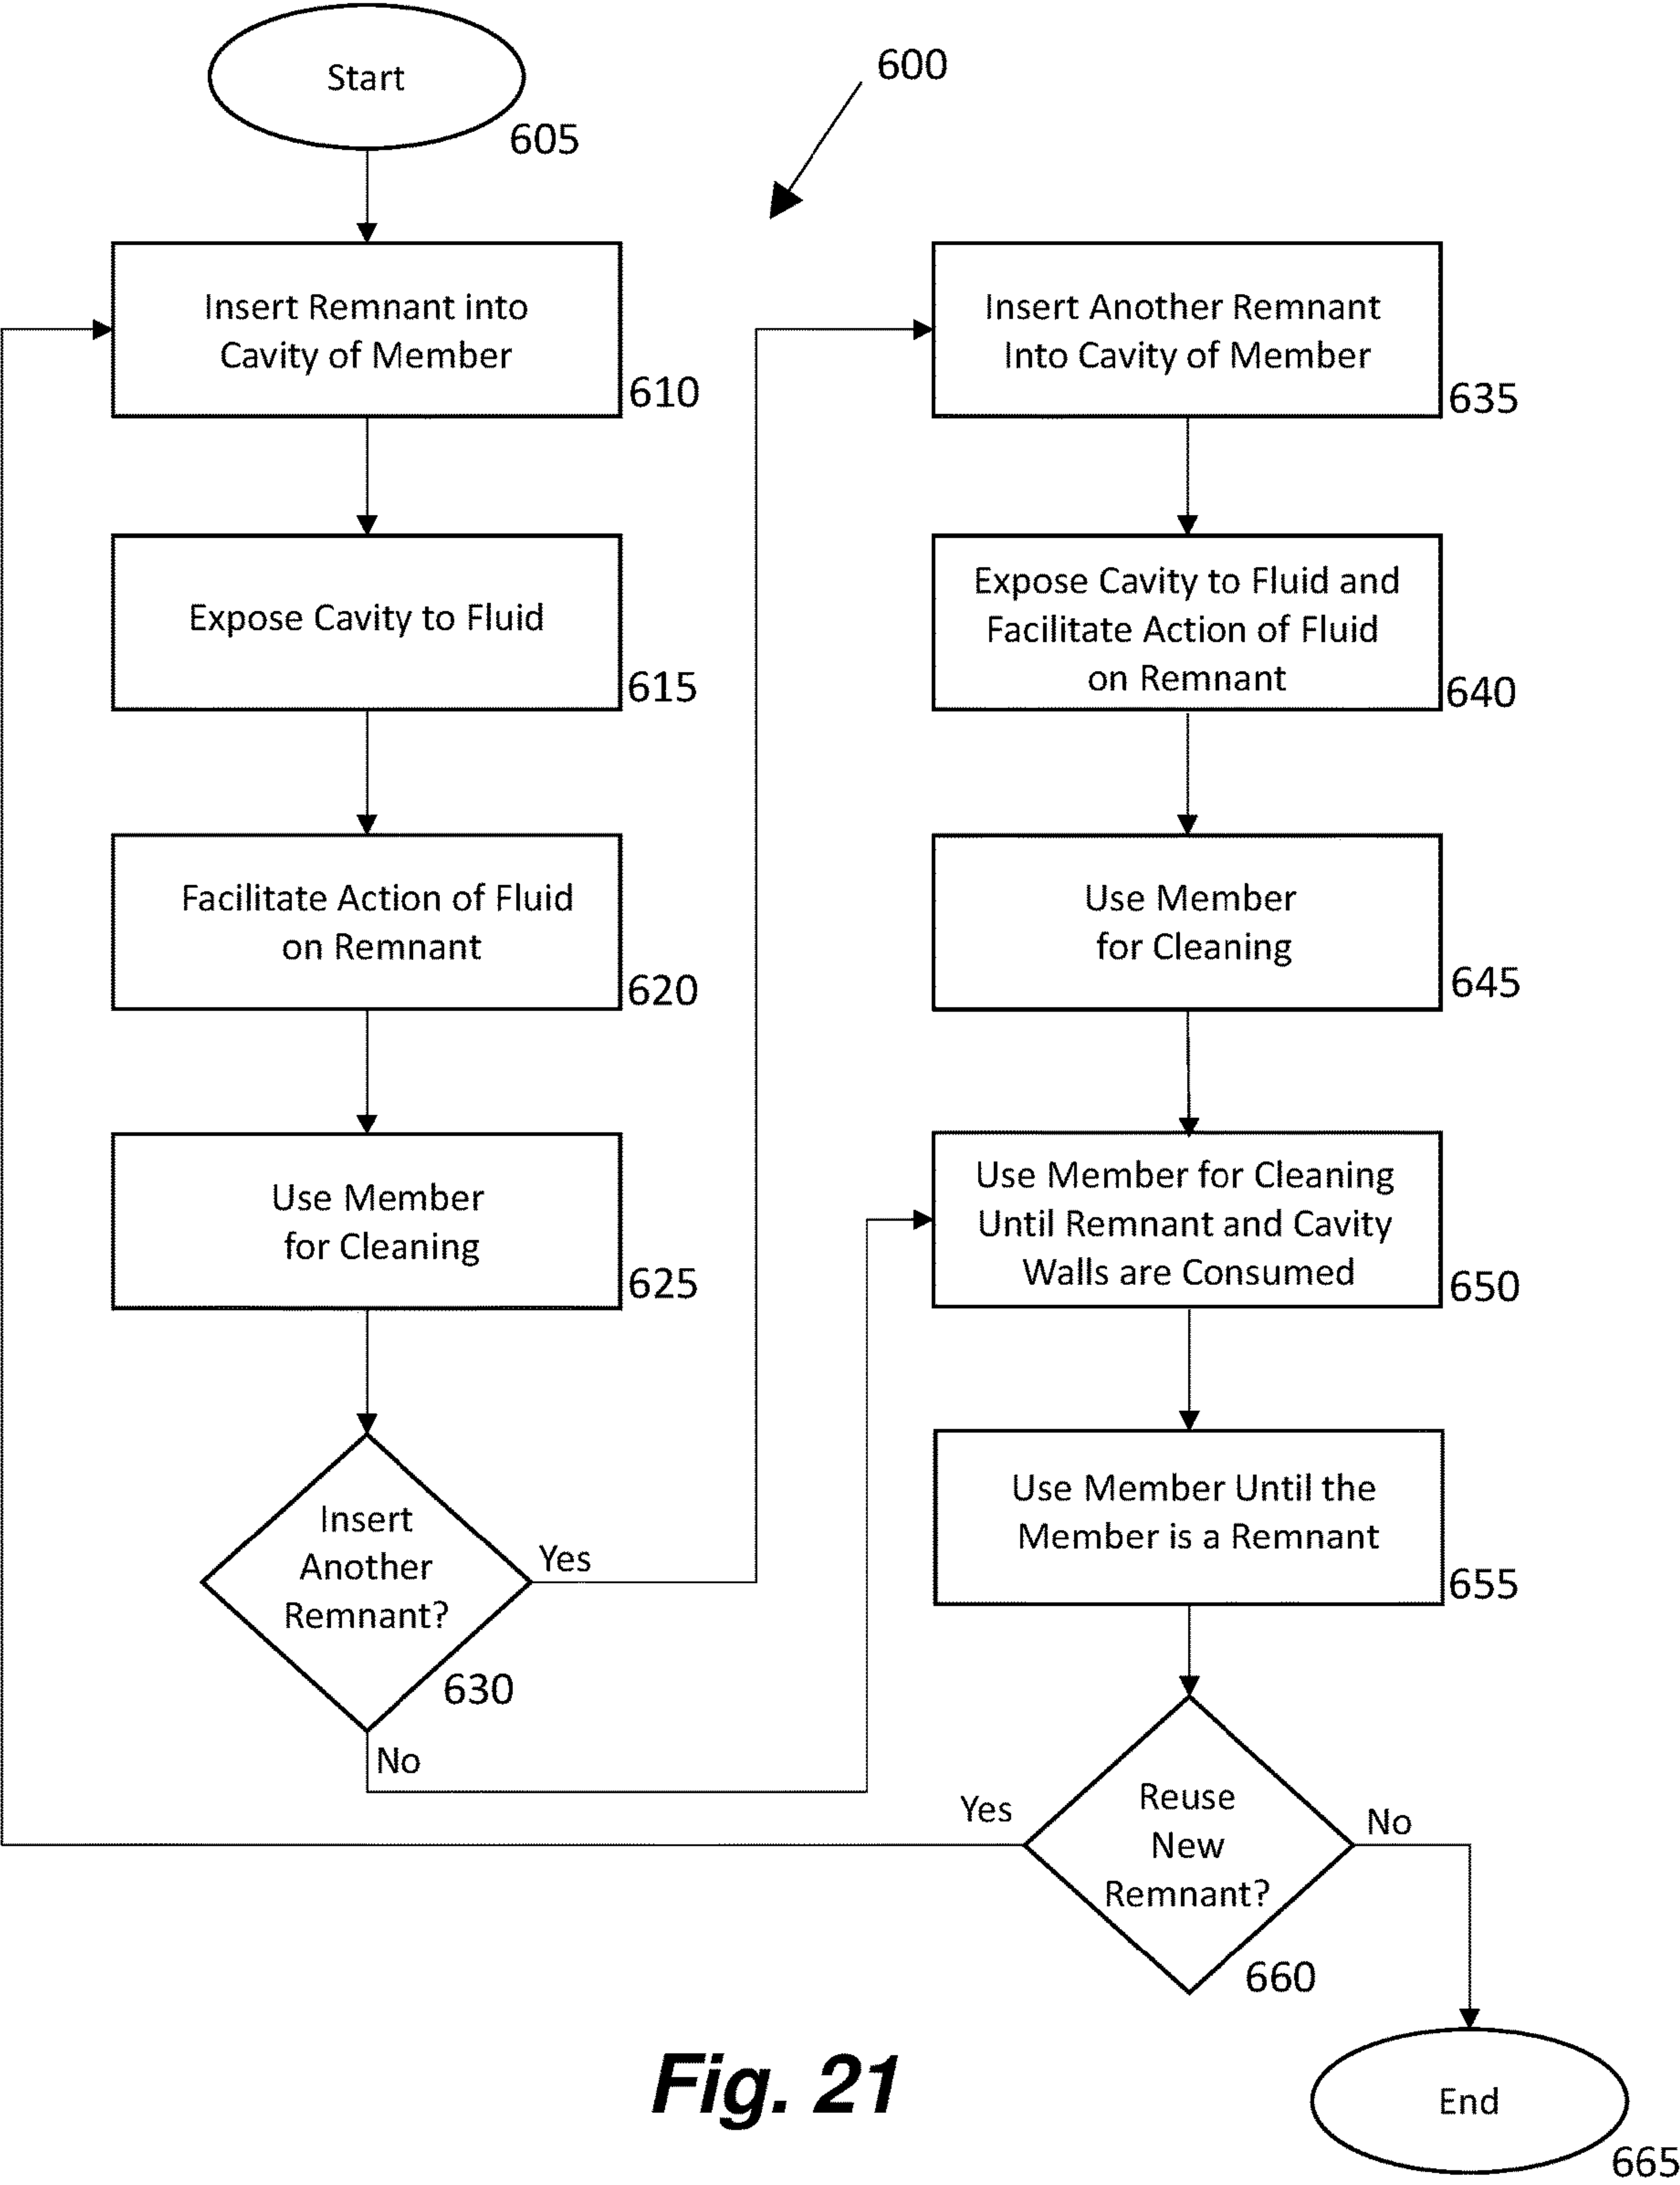 Start
605
600
Insert Remnant into
Cavity of Member
610
Expose Cavity to Fluid
615
Facilitate Action of Fluid
on Remnant
620
Use Member
for Cleaning
625
Insert
Another
Remnant?
630
Yes
No
Insert Another Remnant
Into Cavity of Member
635
Expose Cavity to Fluid and
Facilitate Action of Fluid
on Remnant
640
Use Member
for Cleaning
645
Use Member for Cleaning
Until Remnant and Cavity
Walls are Consumed
650
Use Member Until the
Member is a Remnant
655
Reuse
New
Remnant?
660
Yes
No
End
665
Fig. 21